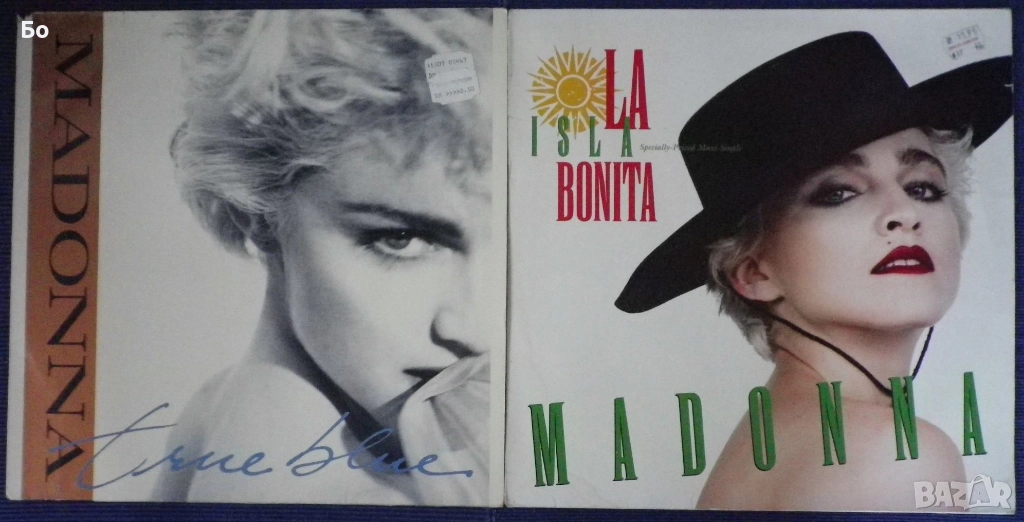 Бо
MADONNA
true blue
LA
ISLA
BONITA
Specially-Priced Maxi-Single
MADONNA
BAZAR